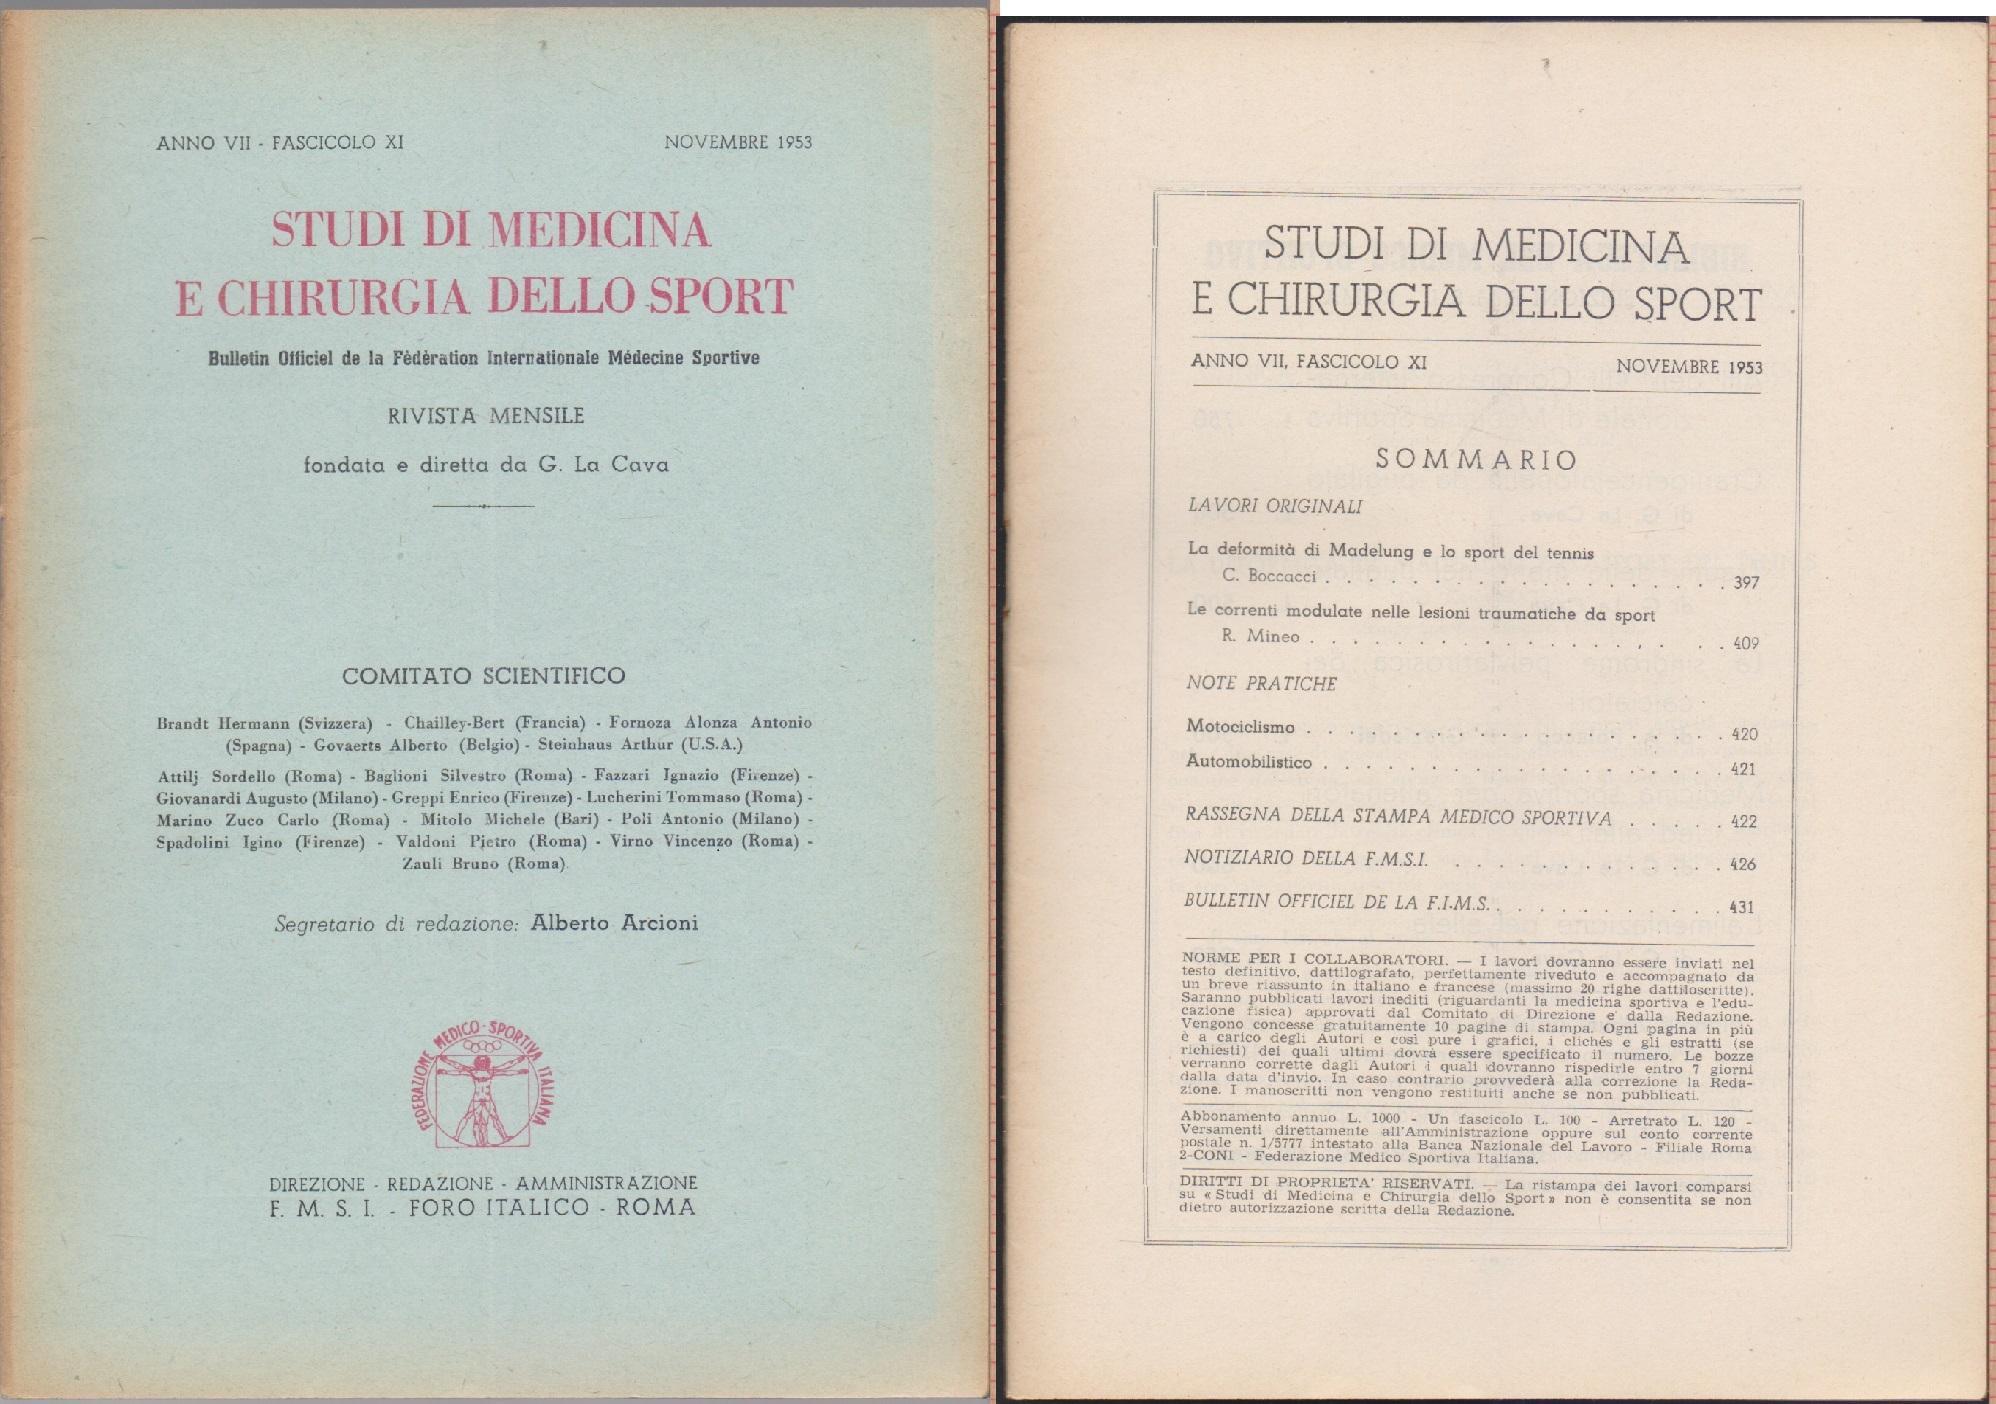 ANNO VII - FASCICOLO XI NOVEMBRE 1953
STUDI DI MEDICINA
E CHIRURGIA DELLO SPORT
Bulletin Officiel de la Fèdèration Internationale Médecine Sportive
RIVISTA MENSILE
fondata e diretta da G. La Cava
COMITATO SCIENTIFICO
Brandt Hermann (Svizzera) - Chailley-Bert (Francia) - Fornoza Alonza Antonio
(Spagna) - Govaerts Alberto (Belgio) - Steinhaus Arthur (U.S.A.)
Attilj Sordello (Roma) - Baglioni Silvestro (Roma) - Fazzari Ignazio (Firenze) -
Giovanardi Augusto (Milano) - Greppi Enrico (Firenze) - Lucherini Tommaso (Roma) -
Marino Zuco Carlo (Roma) - Mitolo Michele (Bari) - Poli Antonio (Milano) -
Spadolini Igino (Firenze) - Valdoni Pietro (Roma) - Virno Vincenzo (Roma) -
Zauli Bruno (Roma).
Segretario di redazione: Alberto Arcioni
FEDERAZIONE MEDICO-SPORTIVA ITALIANA
DIREZIONE - REDAZIONE - AMMINISTRAZIONE
F. M. S. I. - FORO ITALICO - ROMA
STUDI DI MEDICINA
E CHIRURGIA DELLO SPORT
ANNO VII, FASCICOLO XI NOVEMBRE 1953
SOMMARIO
LAVORI ORIGINALI
La deformità di Madelung e lo sport del tennis
C. Boccacci . . . . . . . . . . . . . . . . . . . 397
Le correnti modulate nelle lesioni traumatiche da sport
R. Mineo . . . . . . . . . . . . . . . . . . . 409
NOTE PRATICHE
Motociclismo . . . . . . . . . . . . . . . . . . . 420
Automobilistico . . . . . . . . . . . . . . . . . . 421
RASSEGNA DELLA STAMPA MEDICO SPORTIVA . . . . . 422
NOTIZIARIO DELLA F.M.S.I. . . . . . . . . . . . . . 426
BULLETIN OFFICIEL DE LA F.I.M.S. . . . . . . . . . . . 431
NORME PER I COLLABORATORI. — I lavori dovranno essere inviati nel
testo definitivo, dattilografato, perfettamente riveduto e accompagnato da
un breve riassunto in italiano e francese (massimo 20 righe dattiloscritte).
Saranno pubblicati lavori inediti (riguardanti la medicina sportiva e l'edu-
cazione fisica) approvati dal Comitato di Direzione e dalla Redazione.
Vengono concesse gratuitamente 10 pagine di stampa. Ogni pagina in più
è a carico degli Autori e così pure i grafici, i clichés e gli estratti (se
richiesti) dei quali ultimi dovrà essere specificato il numero. Le bozze
verranno corrette dagli Autori i quali dovranno rispedirle entro 7 giorni
dalla data d'invio. In caso contrario provvederà alla correzione la Reda-
zione. I manoscritti non vengono restituiti anche se non pubblicati.
Abbonamento annuo L. 1000 - Un fascicolo L. 100 - Arretrato L. 120 -
Versamenti direttamente all'Amministrazione oppure sul conto corrente
postale n. 1/5777 intestato alla Banca Nazionale del Lavoro - Filiale Roma
2-CONI - Federazione Medico Sportiva Italiana.
DIRITTI DI PROPRIETA' RISERVATI. — La ristampa dei lavori comparsi
su « Studi di Medicina e Chirurgia dello Sport » non è consentita se non
dietro autorizzazione scritta della Redazione.